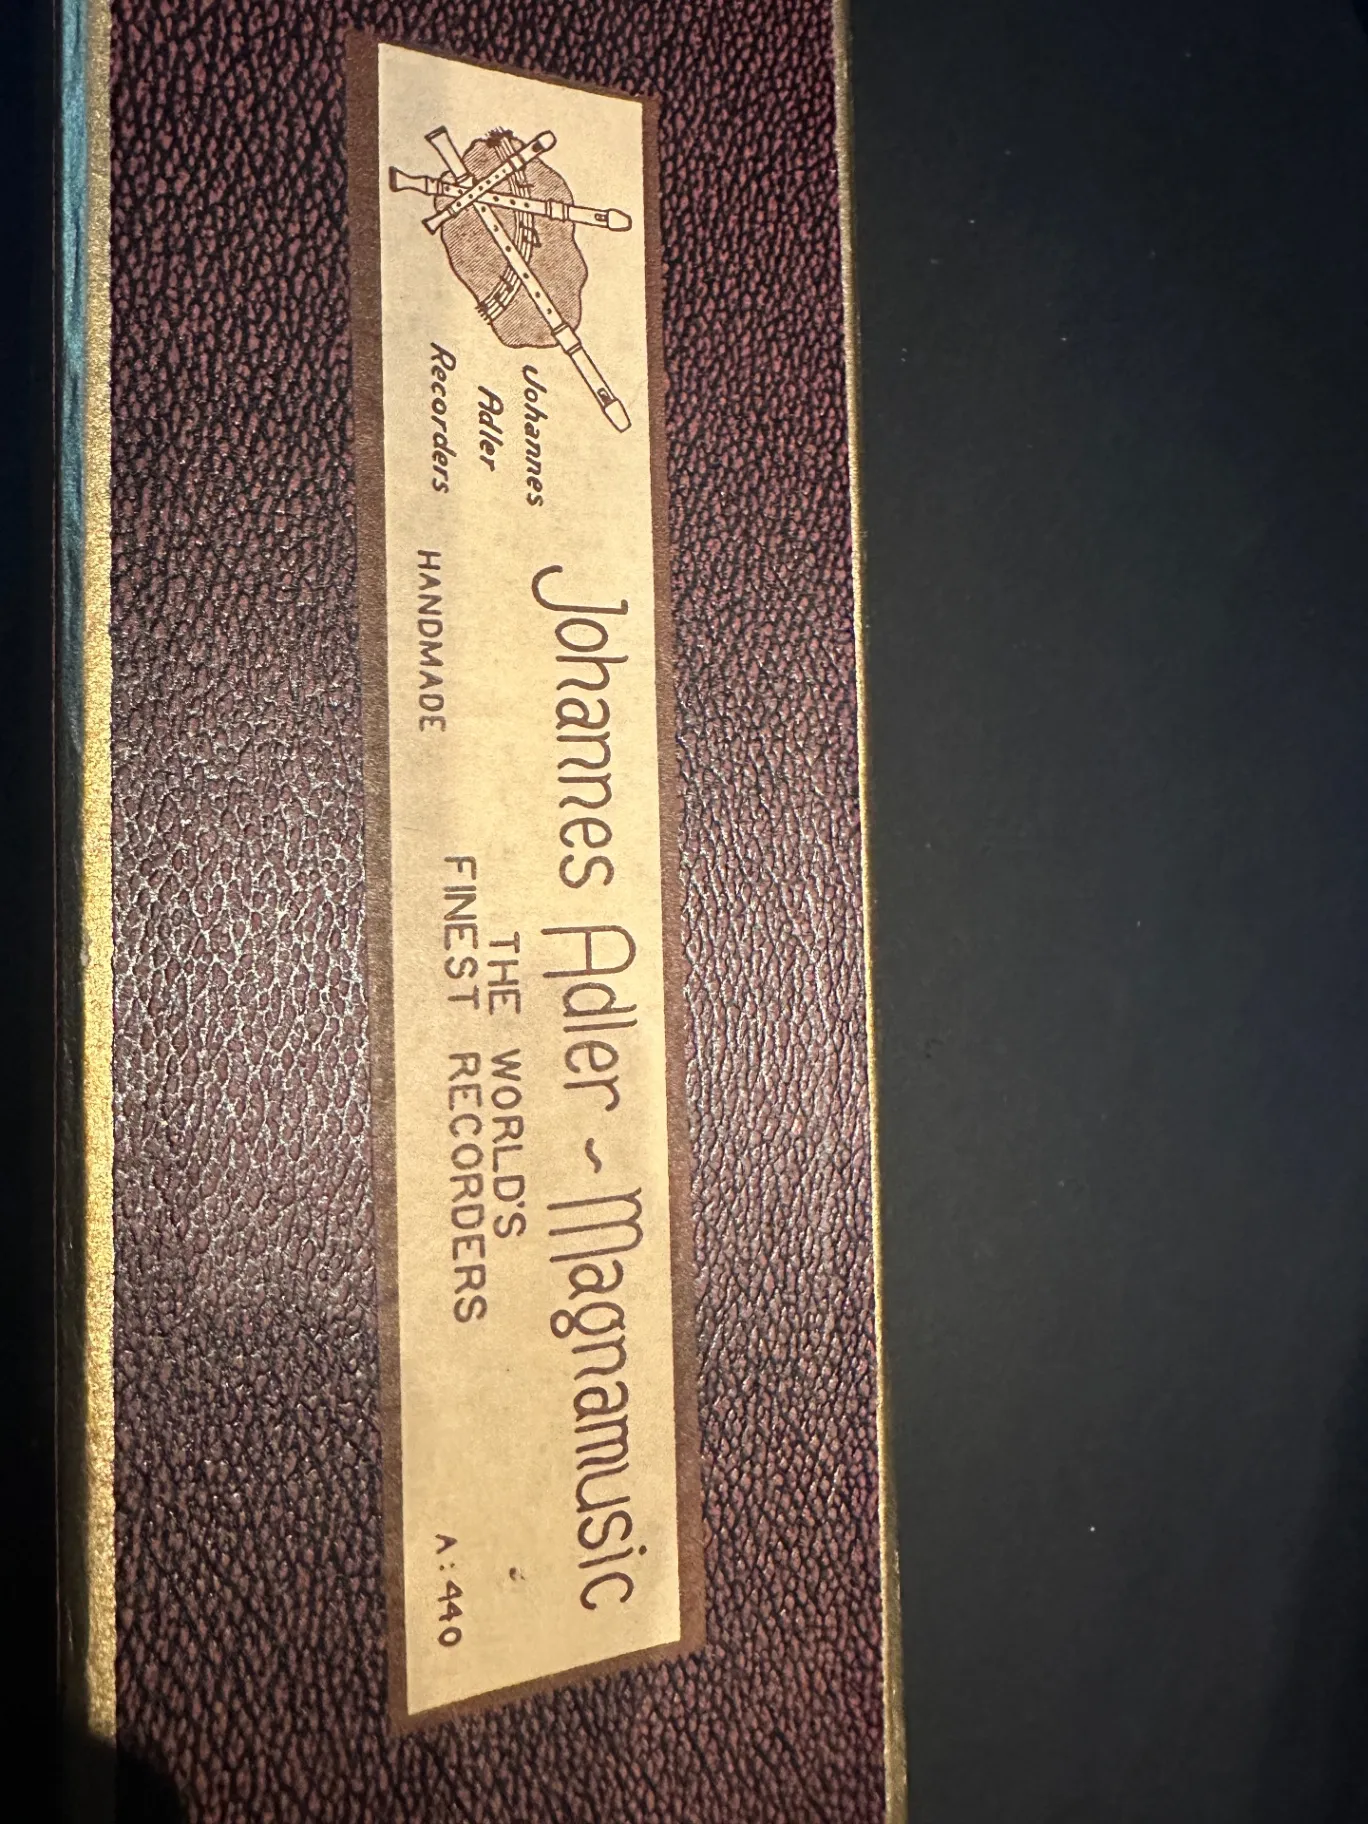 Johannes Adler ~ Magnamusic
Johannes
Adler
Recorders
HANDMADE
THE WORLD'S
FINEST RECORDERS
A:440